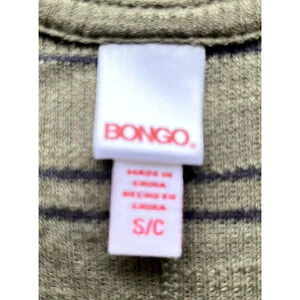 BONGO.
MADE IN
CHINA
HECHO EN
CHINA
S/C